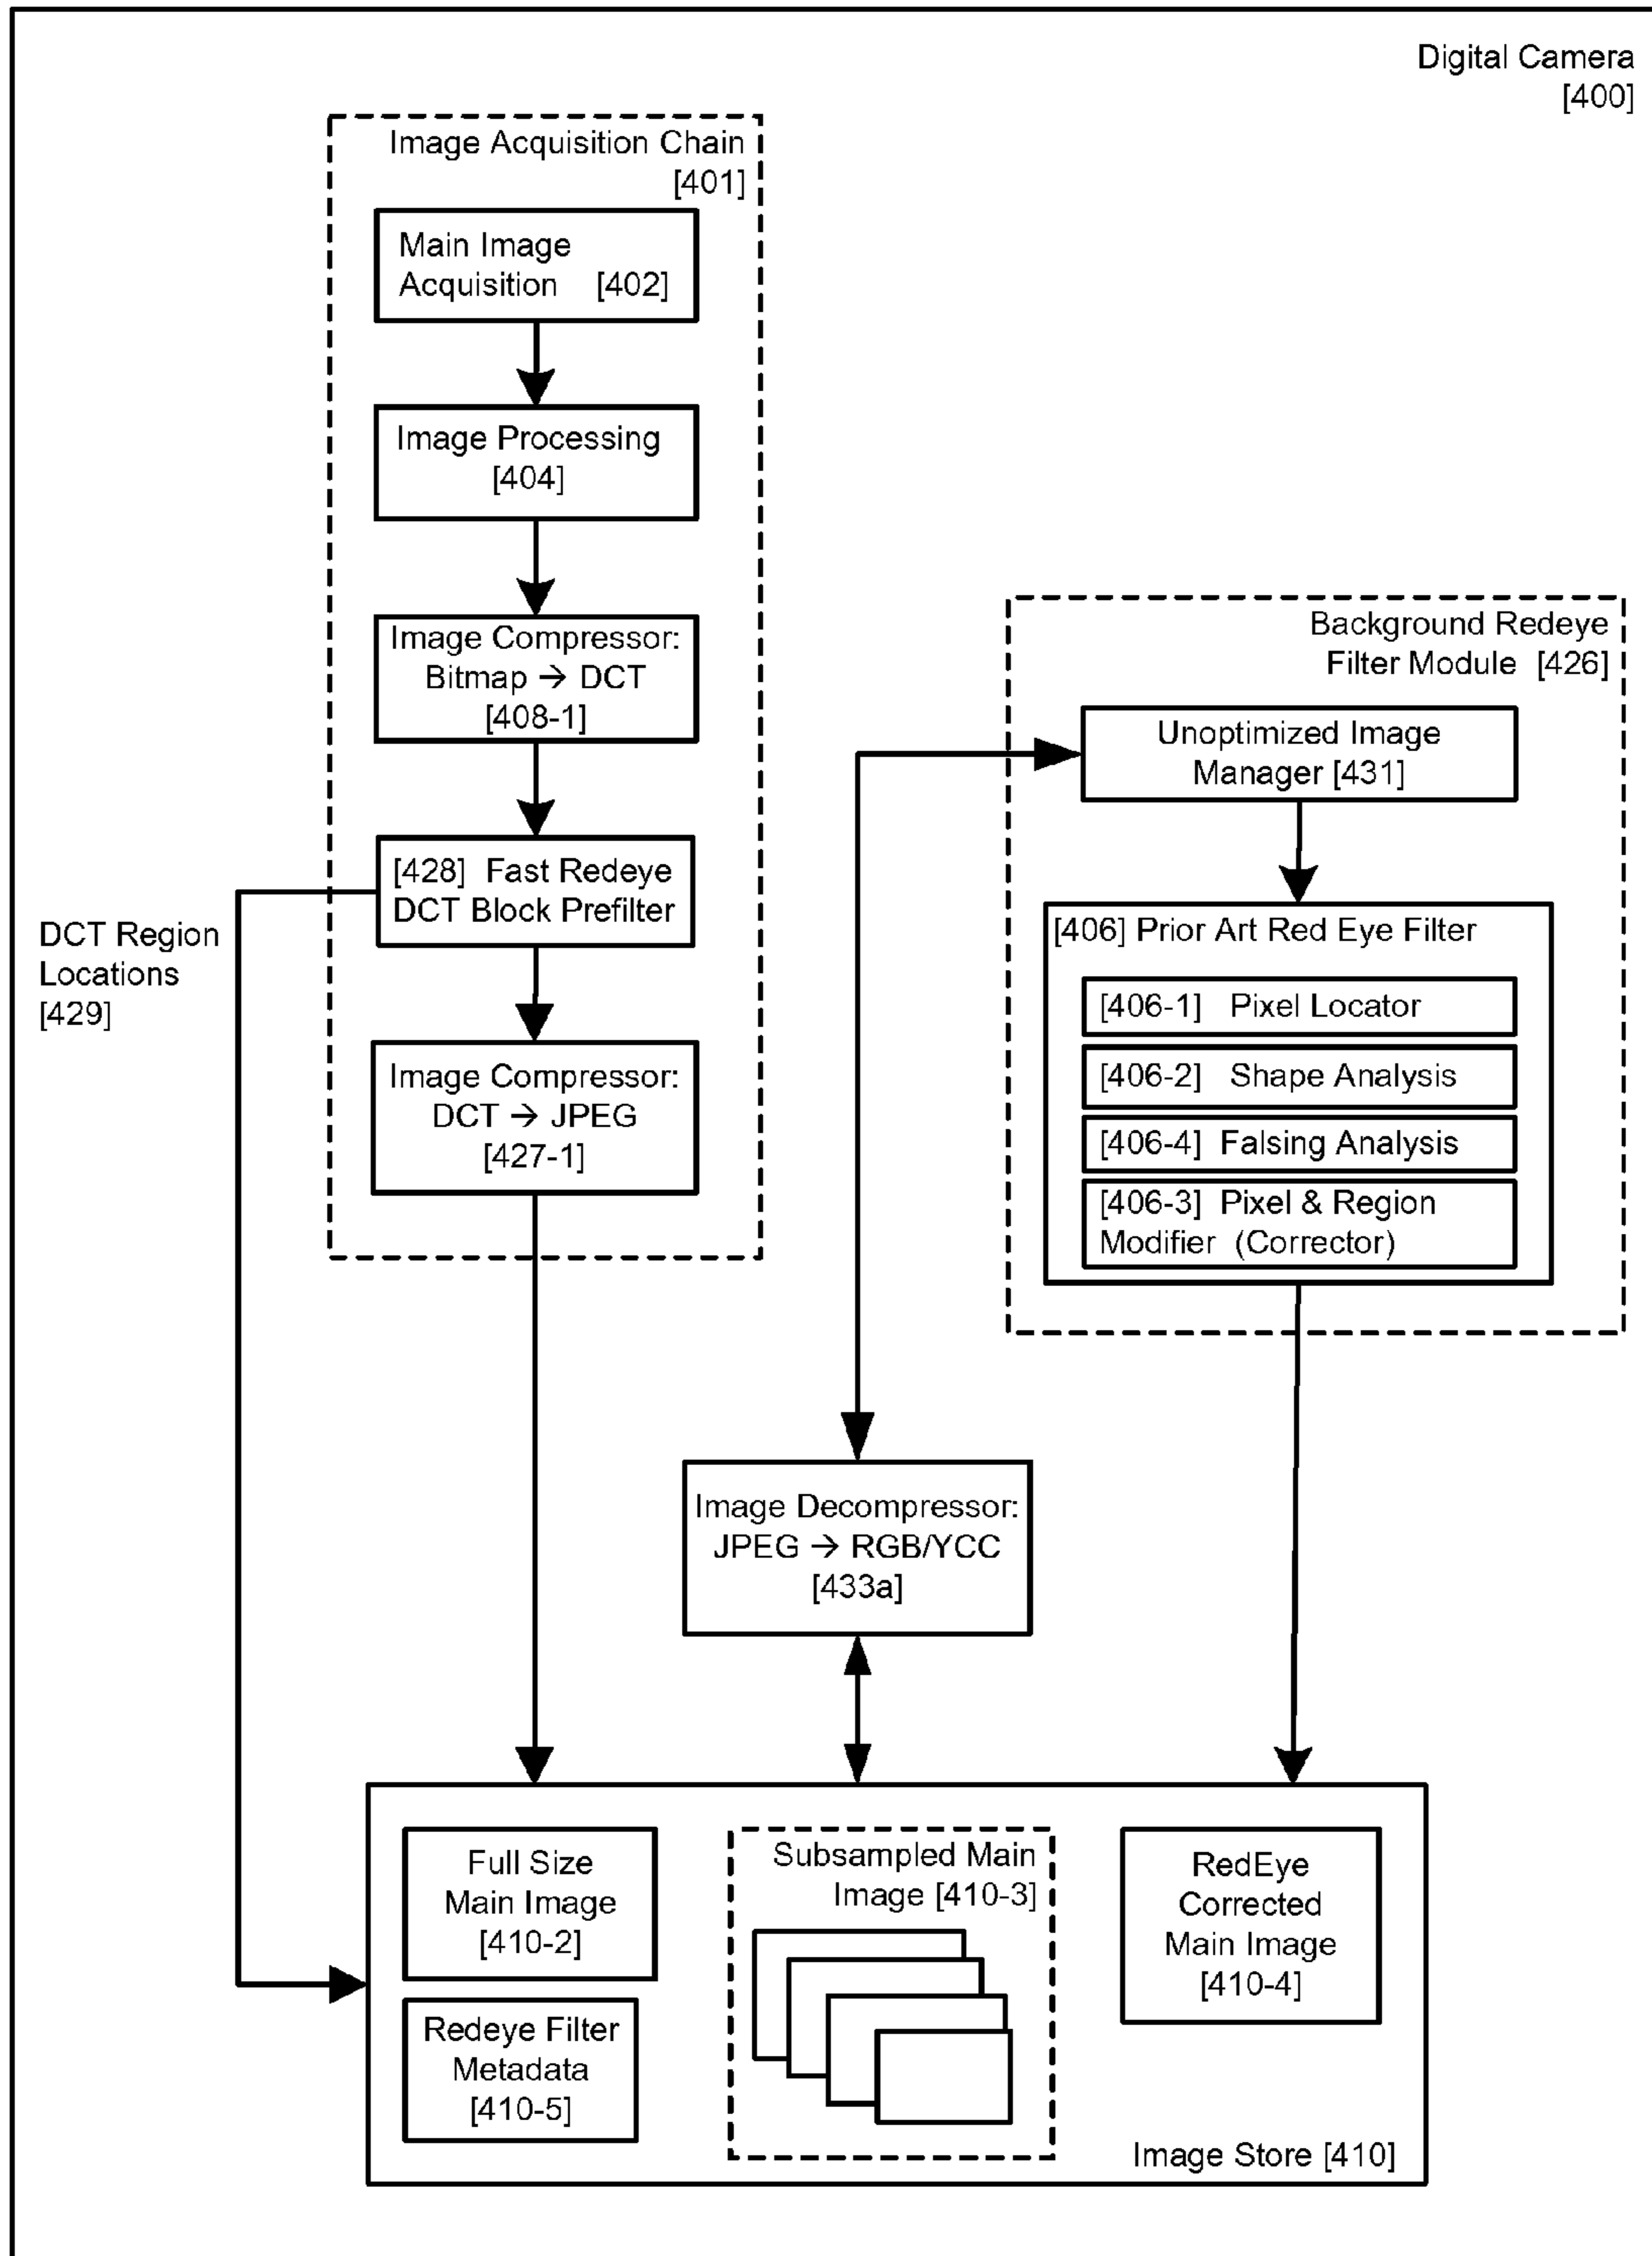 Digital Camera
[400]
Image Acquisition Chain
[401]
Main Image
Acquisition [402]
Image Processing
[404]
Image Compressor:
Bitmap → DCT
[408-1]
[428] Fast Redeye
DCT Block Prefilter
DCT Region
Locations
[429]
Image Compressor:
DCT → JPEG
[427-1]
Background Redeye
Filter Module [426]
Unoptimized Image
Manager [431]
[406] Prior Art Red Eye Filter
[406-1] Pixel Locator
[406-2] Shape Analysis
[406-4] Falsing Analysis
[406-3] Pixel & Region
Modifier (Corrector)
Image Decompressor:
JPEG → RGB/YCC
[433a]
Full Size
Main Image
[410-2]
Redeye Filter
Metadata
[410-5]
Subsampled Main
Image [410-3]
RedEye
Corrected
Main Image
[410-4]
Image Store [410]